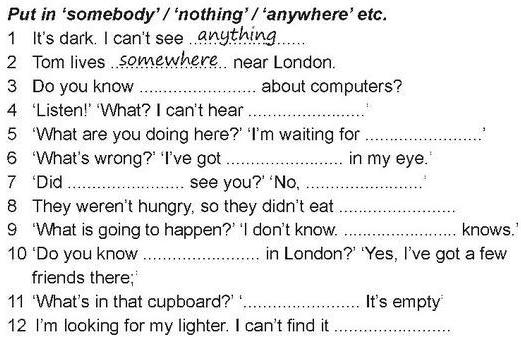 Put in ‘somebody’ / ‘nothing’ / ‘anywhere’ etc.
1 It’s dark. I can’t see ..anything......
2 Tom lives ..somewhere.. near London.
3 Do you know ........................ about computers?
4 ‘Listen!’ ‘What? I can’t hear ........................’
5 ‘What are you doing here?’ ‘I’m waiting for ........................’
6 ‘What’s wrong?’ ‘I’ve got ........................ in my eye.’
7 ‘Did ........................ see you?’ ‘No, ........................’
8 They weren’t hungry, so they didn’t eat ........................
9 ‘What is going to happen?’ ‘I don’t know. ........................ knows.’
10 ‘Do you know ........................ in London?’ ‘Yes, I’ve got a few
friends there;’
11 ‘What’s in that cupboard?’ ‘........................ It’s empty’
12 I’m looking for my lighter. I can’t find it ........................